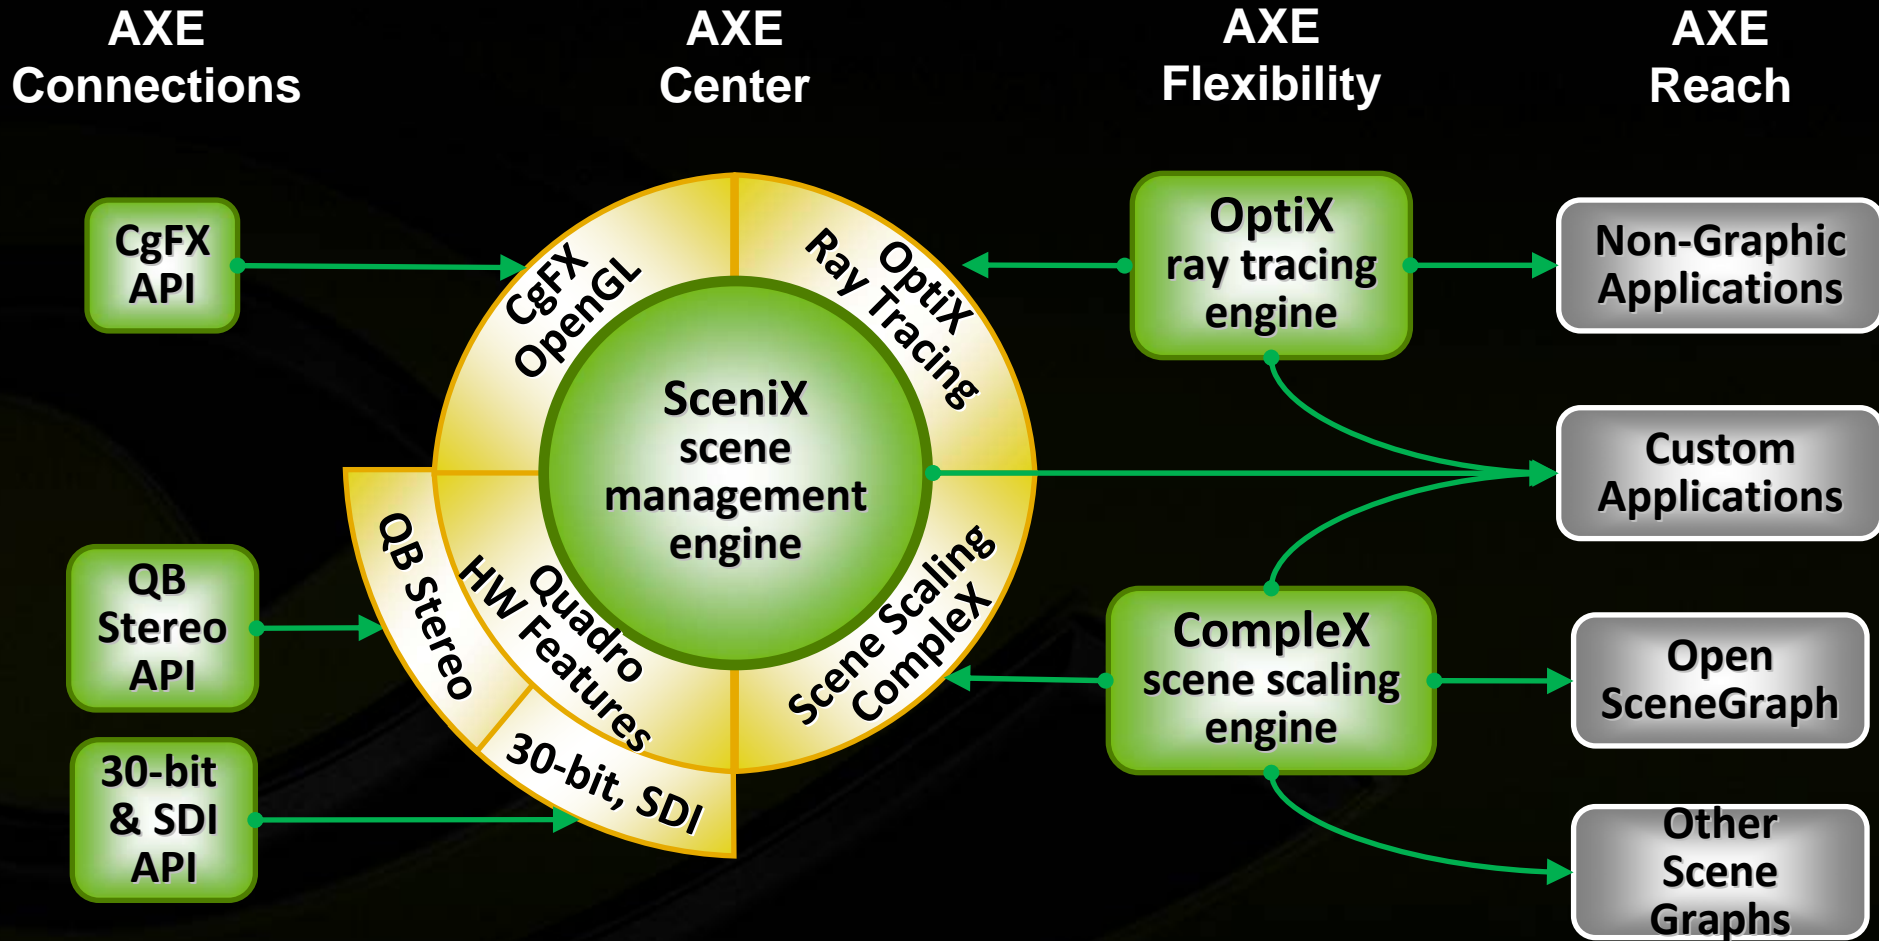 AXE
Connections
AXE
Center
AXE
Flexibility
AXE
Reach
CgFX
API
QB
Stereo
API
30-bit
& SDI
API
CgFX
OpenGL
OptiX
Ray Tracing
SceniX
scene
management
engine
QB Stereo
Quadro
HW Features
30-bit, SDI
Scene Scaling
CompleX
OptiX
ray tracing
engine
CompleX
scene scaling
engine
Non-Graphic
Applications
Custom
Applications
Open
SceneGraph
Other
Scene
Graphs